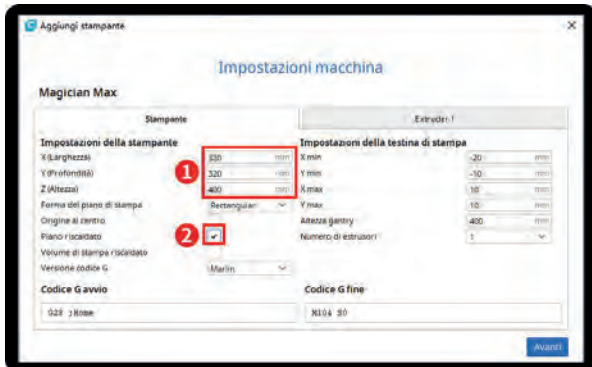 Aggiungi stampante
Impostazioni macchina
Magician Max
Stampante
Extruder 1
Impostazioni della stampante
X (Larghezza) 320 mm
Y (Profondità) 320 mm
Z (Altezza) 400 mm
Forma del piano di stampa Rectangular
Origine al centro
Piano riscaldato
Volume di stampa riscaldato
Versione codice G Marlin
1
2
Impostazioni della testina di stampa
X min -20 mm
Y min -10 mm
X max 10 mm
Y max 10 mm
Altezza gantry 400 mm
Numero di estrusori 1
Codice G avvio
G28 ;Home
Codice G fine
M104 S0
Avanti